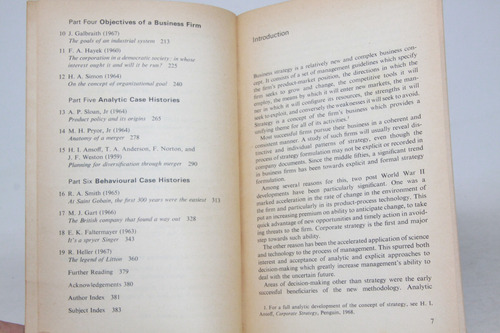 Part Four Objectives of a Business Firm
10 J. Galbraith (1967)
The goals of an industrial system 213
11 F. A. Hayek (1960)
The corporation in a democratic society: in whose
interest ought it and will it be run? 225
12 H. A. Simon (1964)
On the concept of organizational goal 240
Part Five Analytic Case Histories
13 A. P. Sloan, Jr (1964)
Product policy and its origins 265
14 M. H. Pryor, Jr (1964)
Anatomy of a merger 278
15 H. I. Ansoff, T. A. Anderson, F. Norton, and
J. F. Weston (1959)
Planning for diversification through merger 290
Part Six Behavioural Case Histories
16 R. A. Smith (1965)
At Saint Gobain, the first 300 years were the easiest 313
17 M. J. Gart (1966)
The British company that found a way out 328
18 E. K. Faltermayer (1963)
It's a spryer Singer 343
19 R. Heller (1967)
The legend of Litton 360
Further Reading 379
Acknowledgements 380
Author Index 381
Subject Index 383
Introduction
Business strategy is a relatively new and complex business con-
cept. It consists of a set of management guidelines which specify
the firm's product-market position, the directions in which the
firm seeks to grow and change, the competitive tools it will
employ, the means by which it will enter new markets, the man-
ner in which it will configure its resources, the strengths it will
seek to exploit, and conversely the weaknesses it will seek to avoid.
Strategy is a concept of the firm's business which provides a
unifying theme for all of its activities.1
Most successful firms pursue their business in a coherent and
consistent manner. A study of such firms will usually reveal dis-
tinctive and individual patterns of strategy, even though the
process of strategy formulation may not be explicit or recorded in
company documents. Since the middle fifties, a significant trend
in business firms has been towards explicit and formal strategy
formulation.
Among several reasons for this, two post World War II
developments have been particularly significant. One was a
marked acceleration in the rate of change in the environment of
the firm and particularly in its product-process technology. This
put an increasing premium on ability to anticipate change, to take
quick advantage of new opportunities and timely action in avoid-
ing threats to the firm. Corporate strategy is the first and major
step towards such ability.
The other reason has been the accelerated application of science
and technology to the process of management. This spurred both
interest and acceptance of analytic and explicit approaches to
decision-making which greatly increase management's ability to
deal with the uncertain future.
Areas of decision-making other than strategy were the early
successful beneficiaries of the new methodology. Analytic
1. For a full analytic development of the concept of strategy, see H. I.
Ansoff, Corporate Strategy, Penguin, 1968.
7